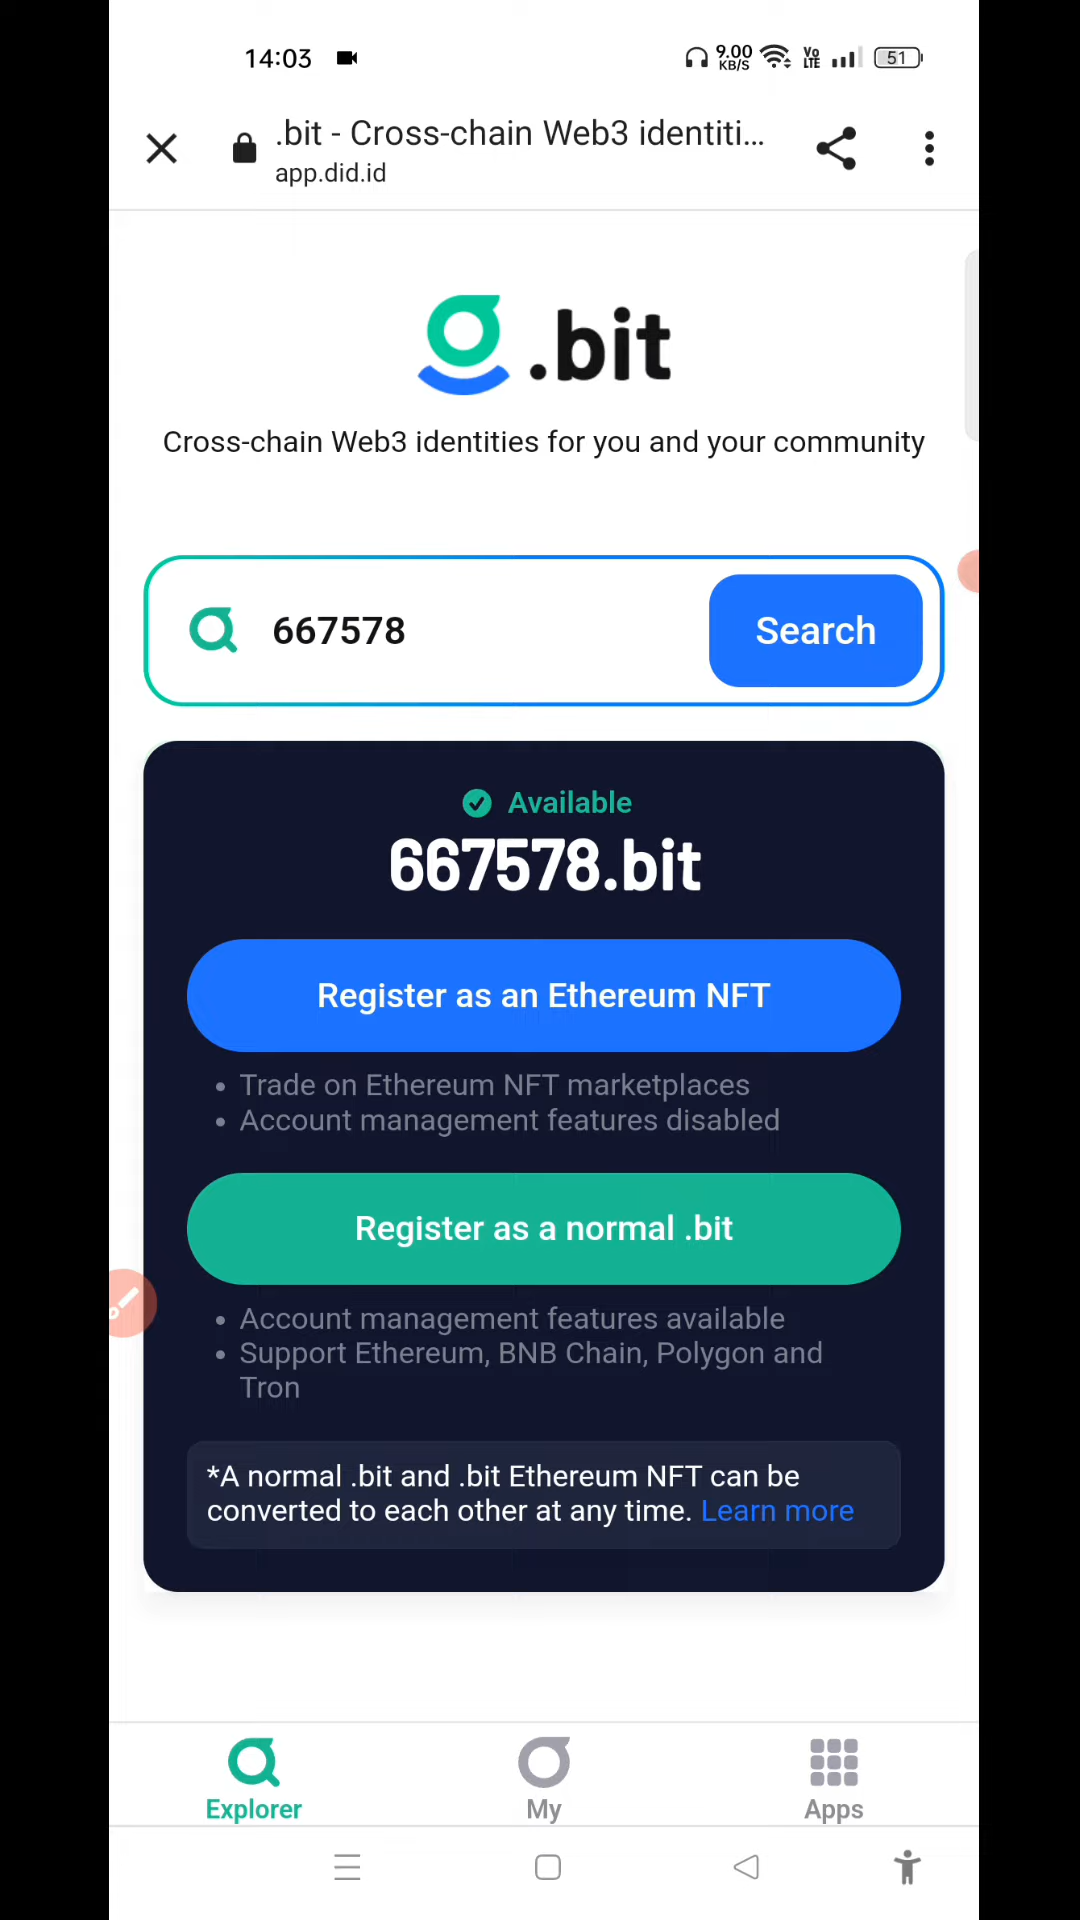 14:03
9.00
KB/S
Vo
LTE
51
.bit - Cross-chain Web3 identiti...
app.did.id
.bit
Cross-chain Web3 identities for you and your community
667578
Search
Available
667578.bit
Register as an Ethereum NFT
• Trade on Ethereum NFT marketplaces
• Account management features disabled
Register as a normal .bit
• Account management features available
• Support Ethereum, BNB Chain, Polygon and
Tron
*A normal .bit and .bit Ethereum NFT can be
converted to each other at any time. Learn more
Explorer
My
Apps